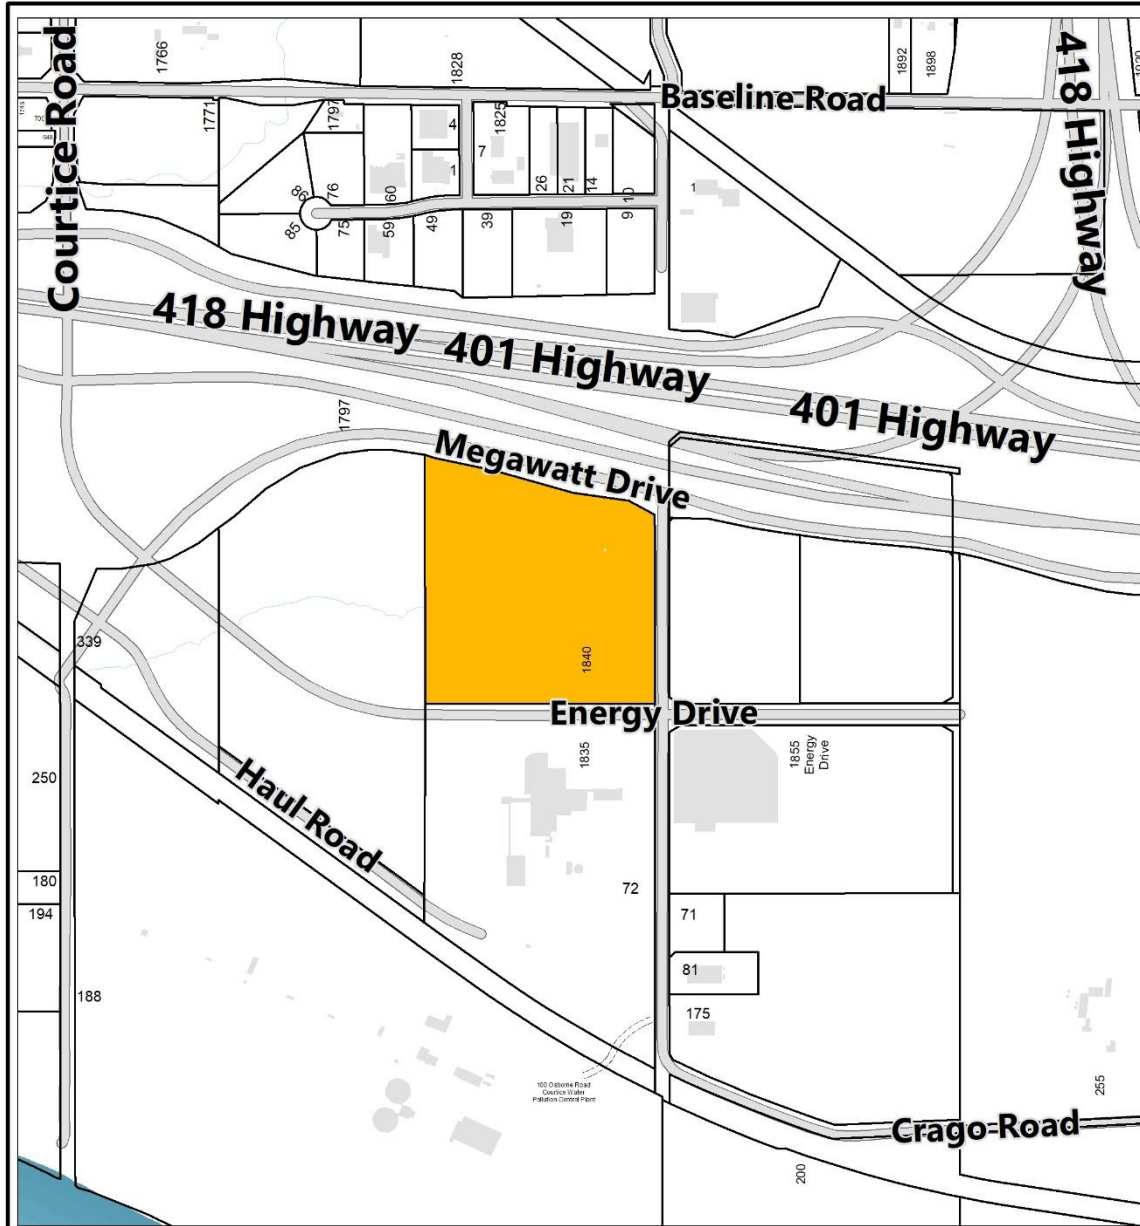 Courtice Road
1766
1828
1892
1898
418 Highway
Baseline Road
1771
1797
4
1825
7
1
26
21
14
10
1
86
76
60
85
75
59
49
39
19
9
418 Highway
401 Highway
401 Highway
1797
Megawatt Drive
339
1840
Energy Drive
250
Haul Road
1835
1855
Energy
Drive
180
194
72
71
81
188
175
100 Osborne Road
Courtice Water
Pollution Control Plant
255
Crago Road
200